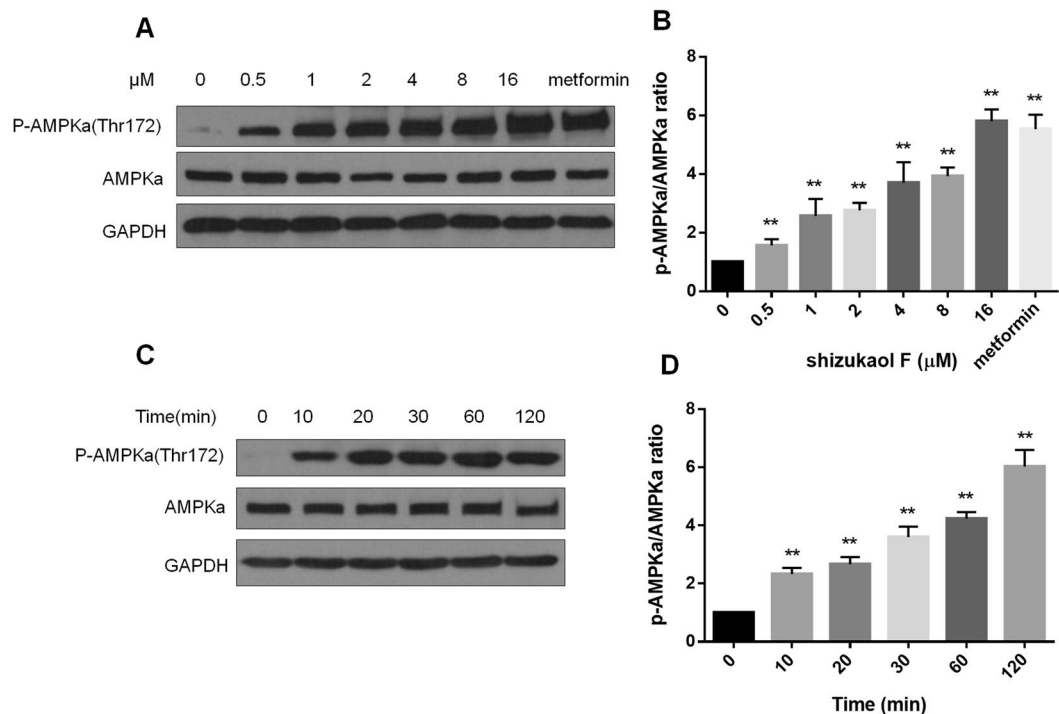 A
µM 0 0.5 1 2 4 8 16 metformin
P-AMPKa(Thr172)
AMPKa
GAPDH
B
p-AMPKa/AMPKa ratio
8
6
4
2
0
** ** ** ** ** ** **
0 0.5 1 2 4 8 16 metformin
shizukaol F (µM)
C
Time(min) 0 10 20 30 60 120
P-AMPKa(Thr172)
AMPKa
GAPDH
D
p-AMPKa/AMPKa ratio
8
6
4
2
0
** ** ** ** **
0 10 20 30 60 120
Time (min)